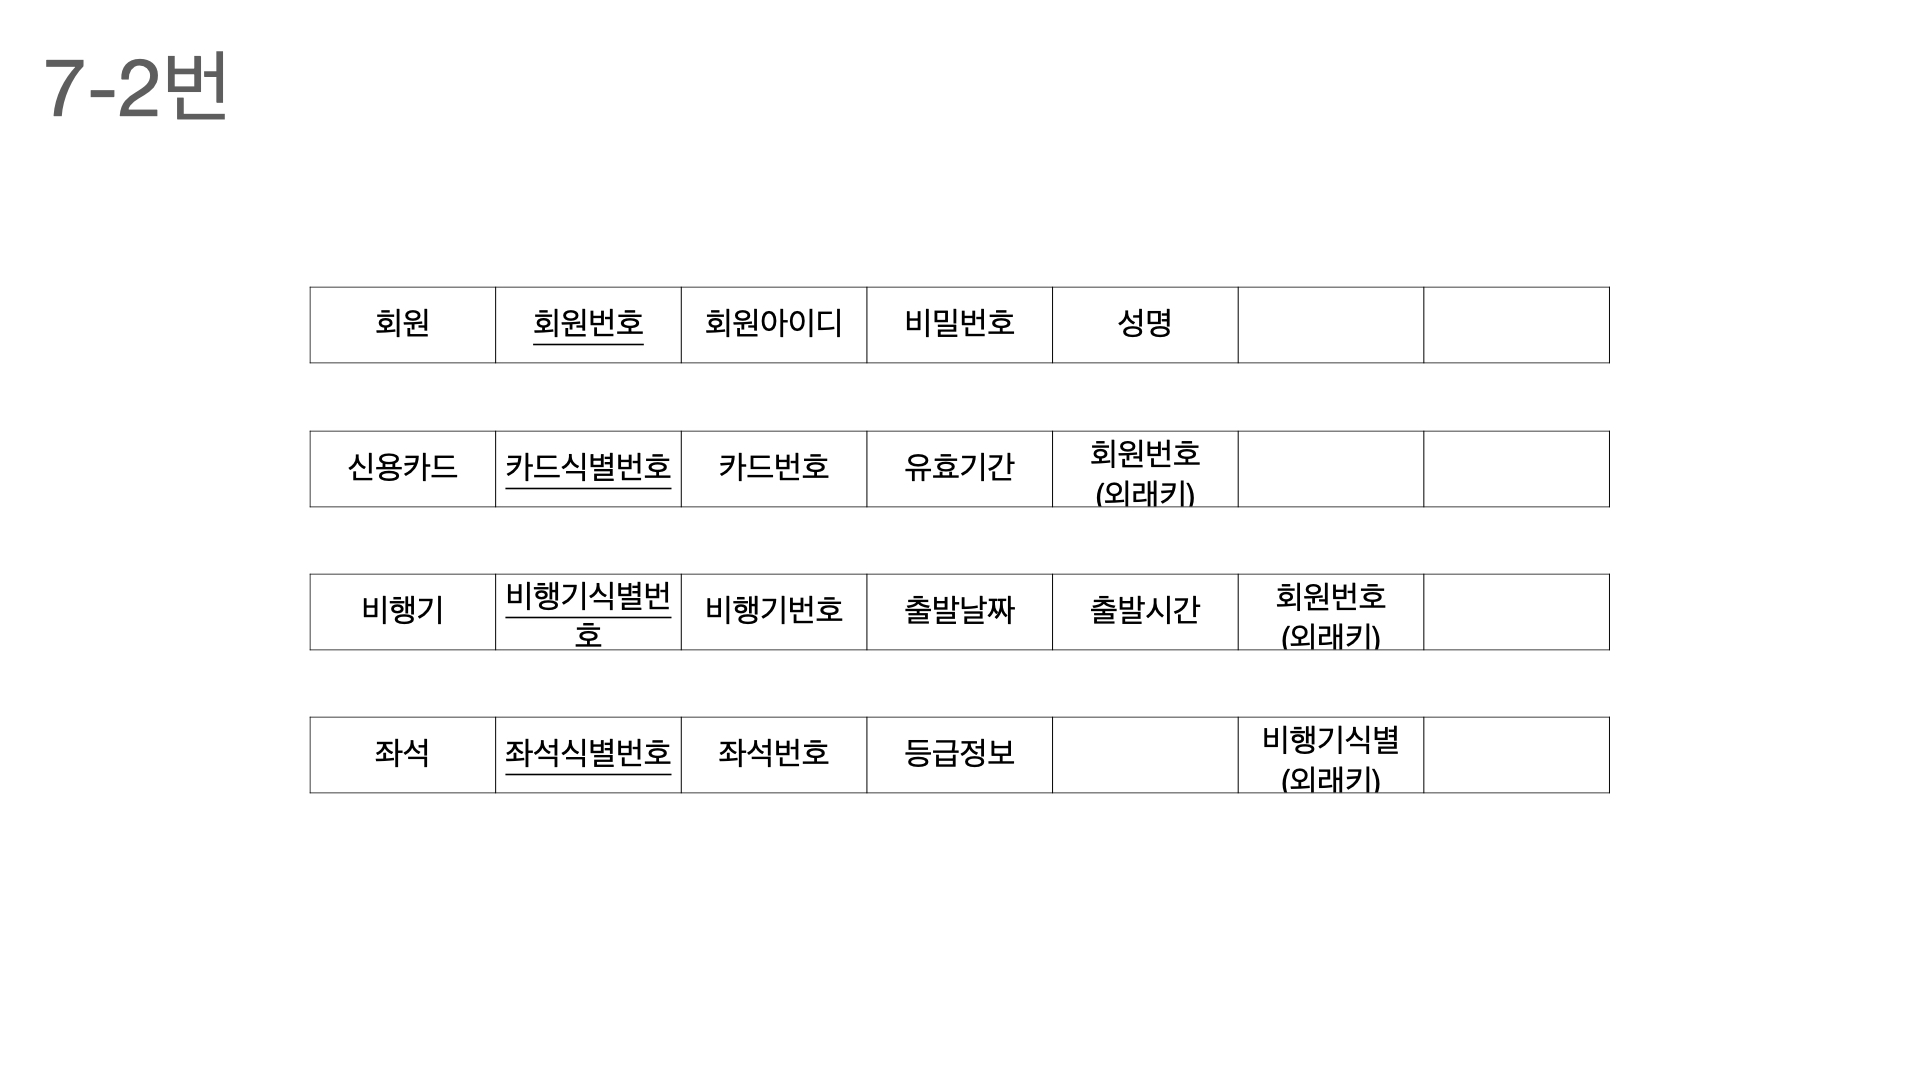 7-2번
회원 회원번호 회원아이디 비밀번호 성명
신용카드 카드식별번호 카드번호 유효기간 회원번호
(외래키)
비행기 비행기식별번
호 비행기번호 출발날짜 출발시간 회원번호
(외래키)
좌석 좌석식별번호 좌석번호 등급정보 비행기식별
(외래키)